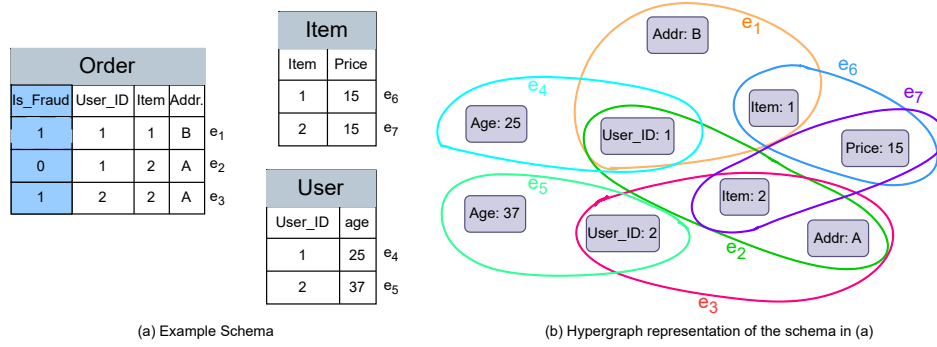 Order
Is_Fraud User_ID Item Addr.
1 1 1 B e1
0 1 2 A e2
1 2 2 A e3
Item
Item Price
1 15 e6
2 15 e7
User
User_ID age
1 25 e4
2 37 e5
(a) Example Schema
e1
Addr: B
e6
e4
e7
Item: 1
Age: 25
User_ID: 1
Price: 15
e5
Item: 2
Age: 37
User_ID: 2
Addr: A
e2
e3
(b) Hypergraph representation of the schema in (a)